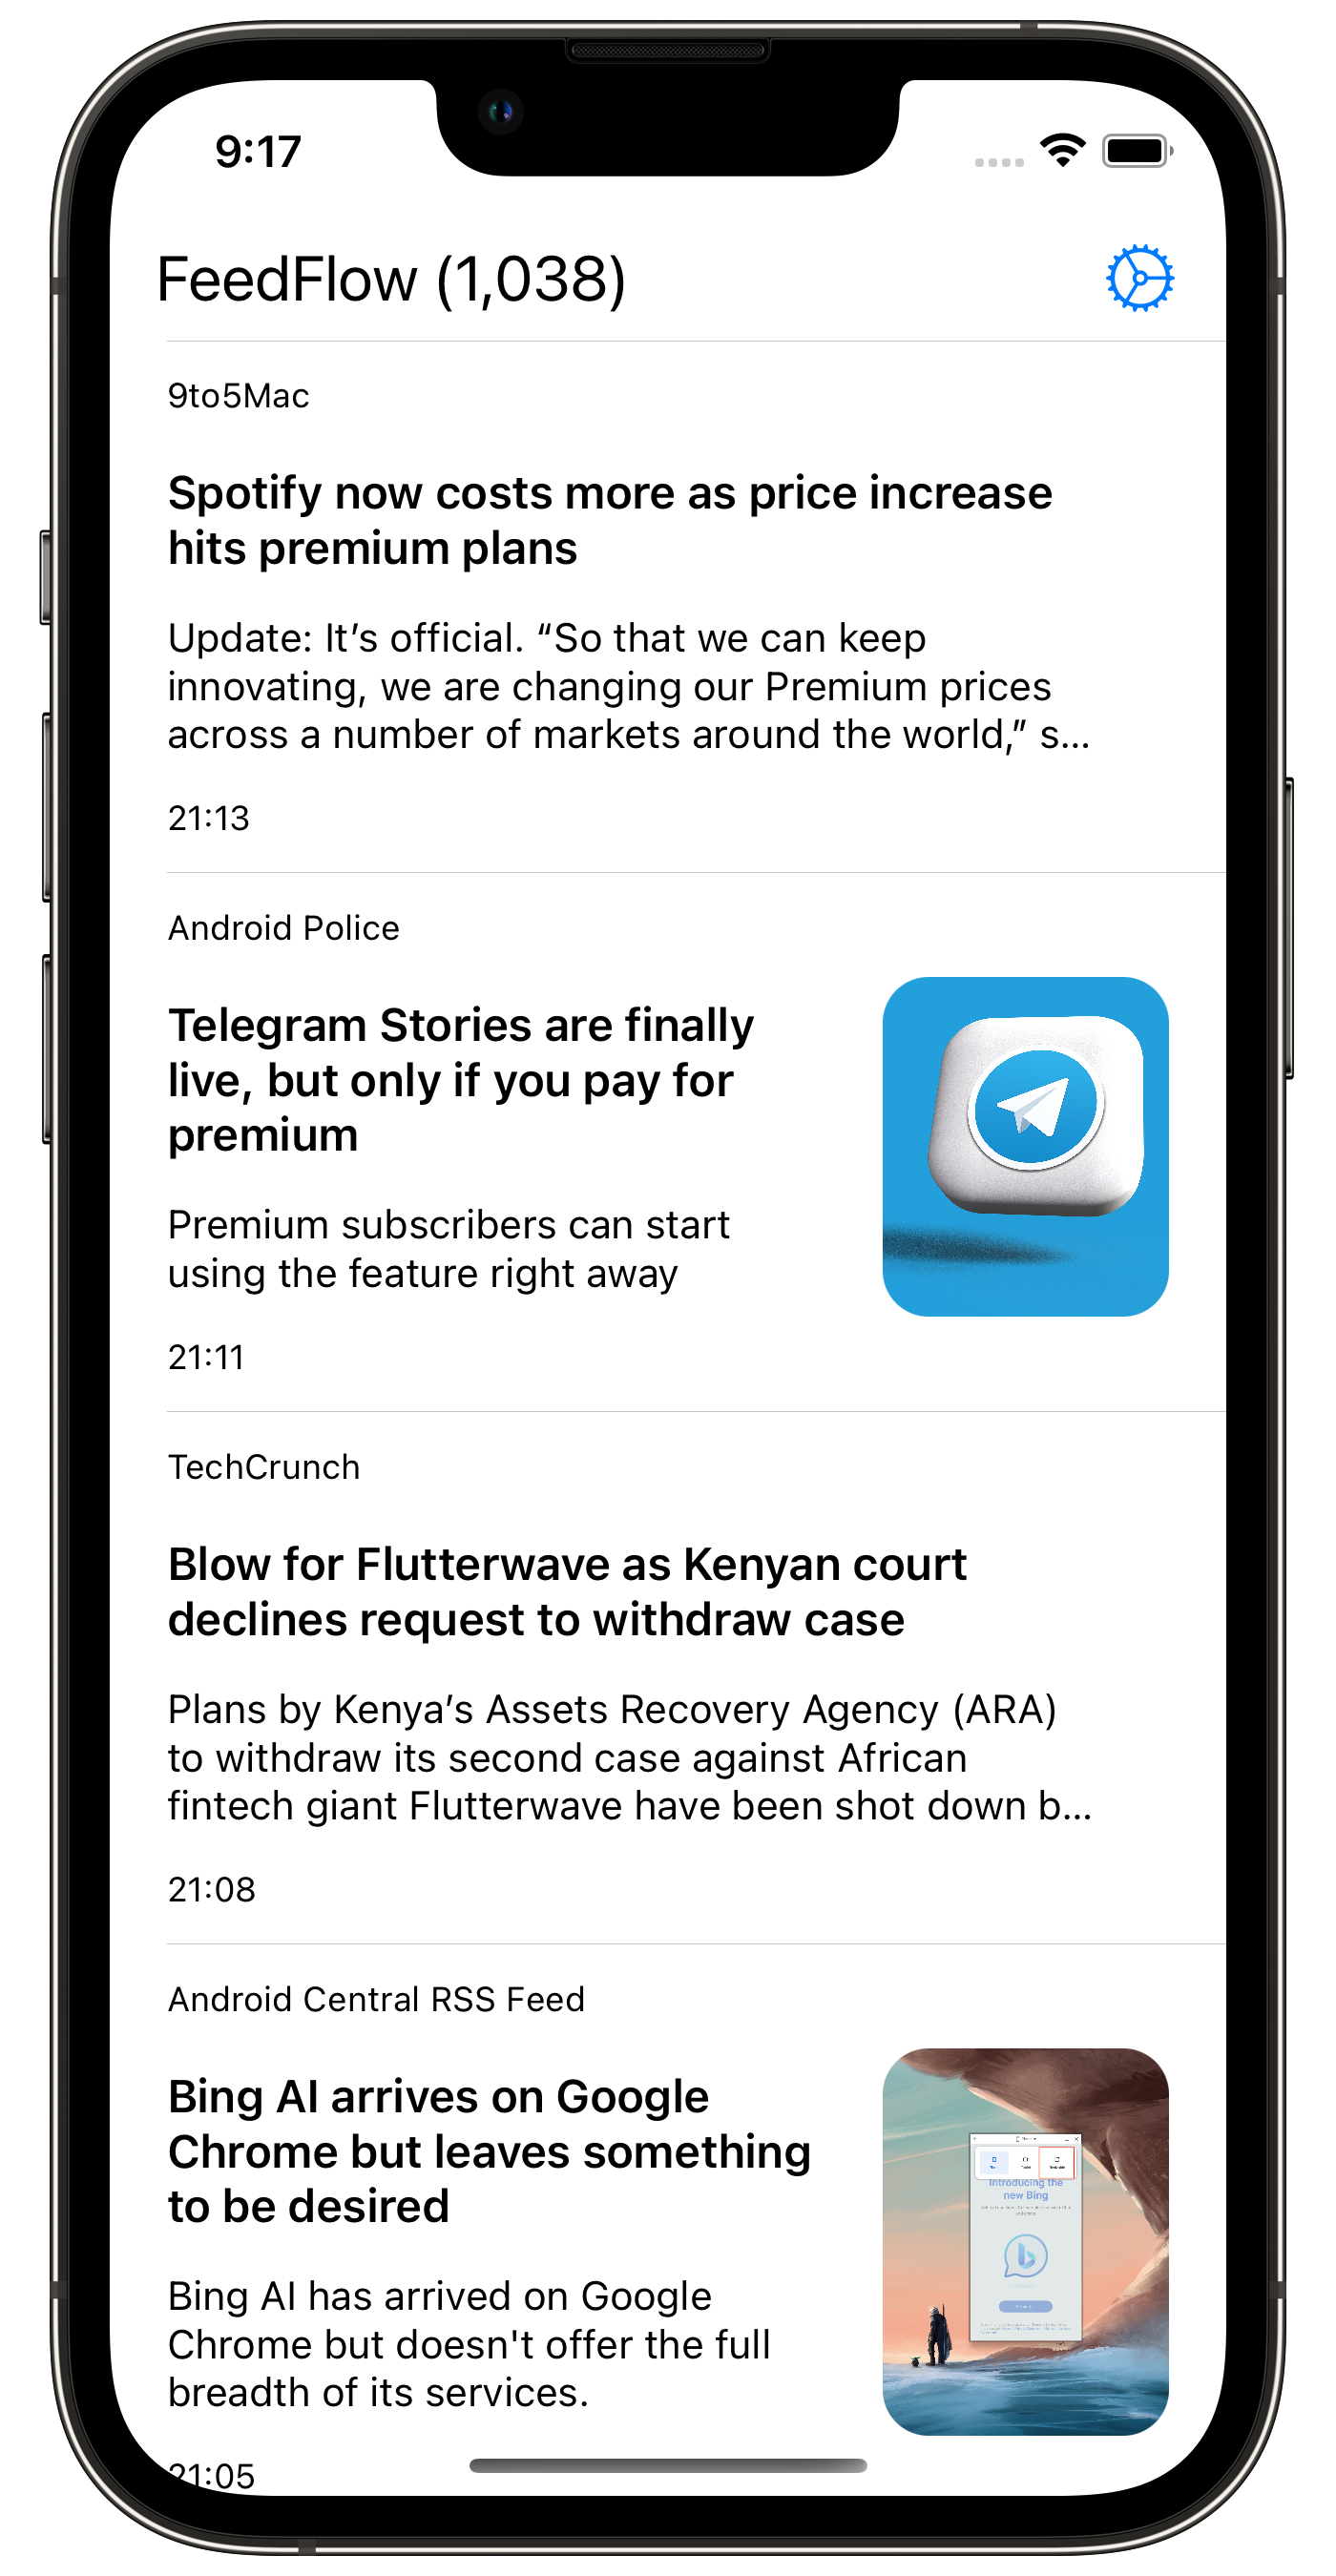 9:17
FeedFlow (1,038)
9to5Mac
Spotify now costs more as price increase
hits premium plans
Update: It’s official. “So that we can keep
innovating, we are changing our Premium prices
across a number of markets around the world,” s...
21:13
Android Police
Telegram Stories are finally
live, but only if you pay for
premium
Premium subscribers can start
using the feature right away
21:11
TechCrunch
Blow for Flutterwave as Kenyan court
declines request to withdraw case
Plans by Kenya’s Assets Recovery Agency (ARA)
to withdraw its second case against African
fintech giant Flutterwave have been shot down b...
21:08
Android Central RSS Feed
Bing AI arrives on Google
Chrome but leaves something
to be desired
Introducing the
new Bing
Bing AI has arrived on Google
Chrome but doesn't offer the full
breadth of its services.
21:05